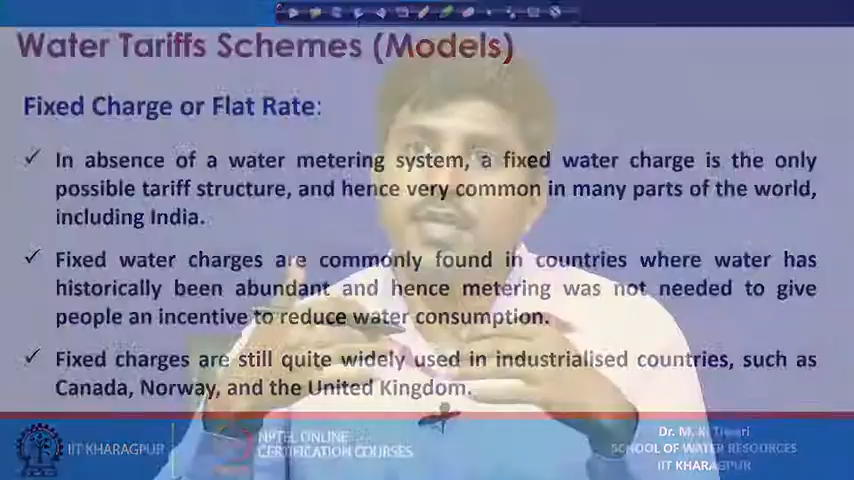 Water Tariffs Schemes (Models)
Fixed Charge or Flat Rate:
✓ In absence of a water metering system, a fixed water charge is the only
possible tariff structure, and hence very common in many parts of the world,
including India.
✓ Fixed water charges are commonly found in countries where water has
historically been abundant and hence metering was not needed to give
people an incentive to reduce water consumption.
✓ Fixed charges are still quite widely used in industrialised countries, such as
Canada, Norway, and the United Kingdom.
IIT KHARAGPUR
NPTEL ONLINE
CERTIFICATION COURSES
Dr. M. K. Tiwari
SCHOOL OF WATER RESOURCES
IIT KHARAGPUR